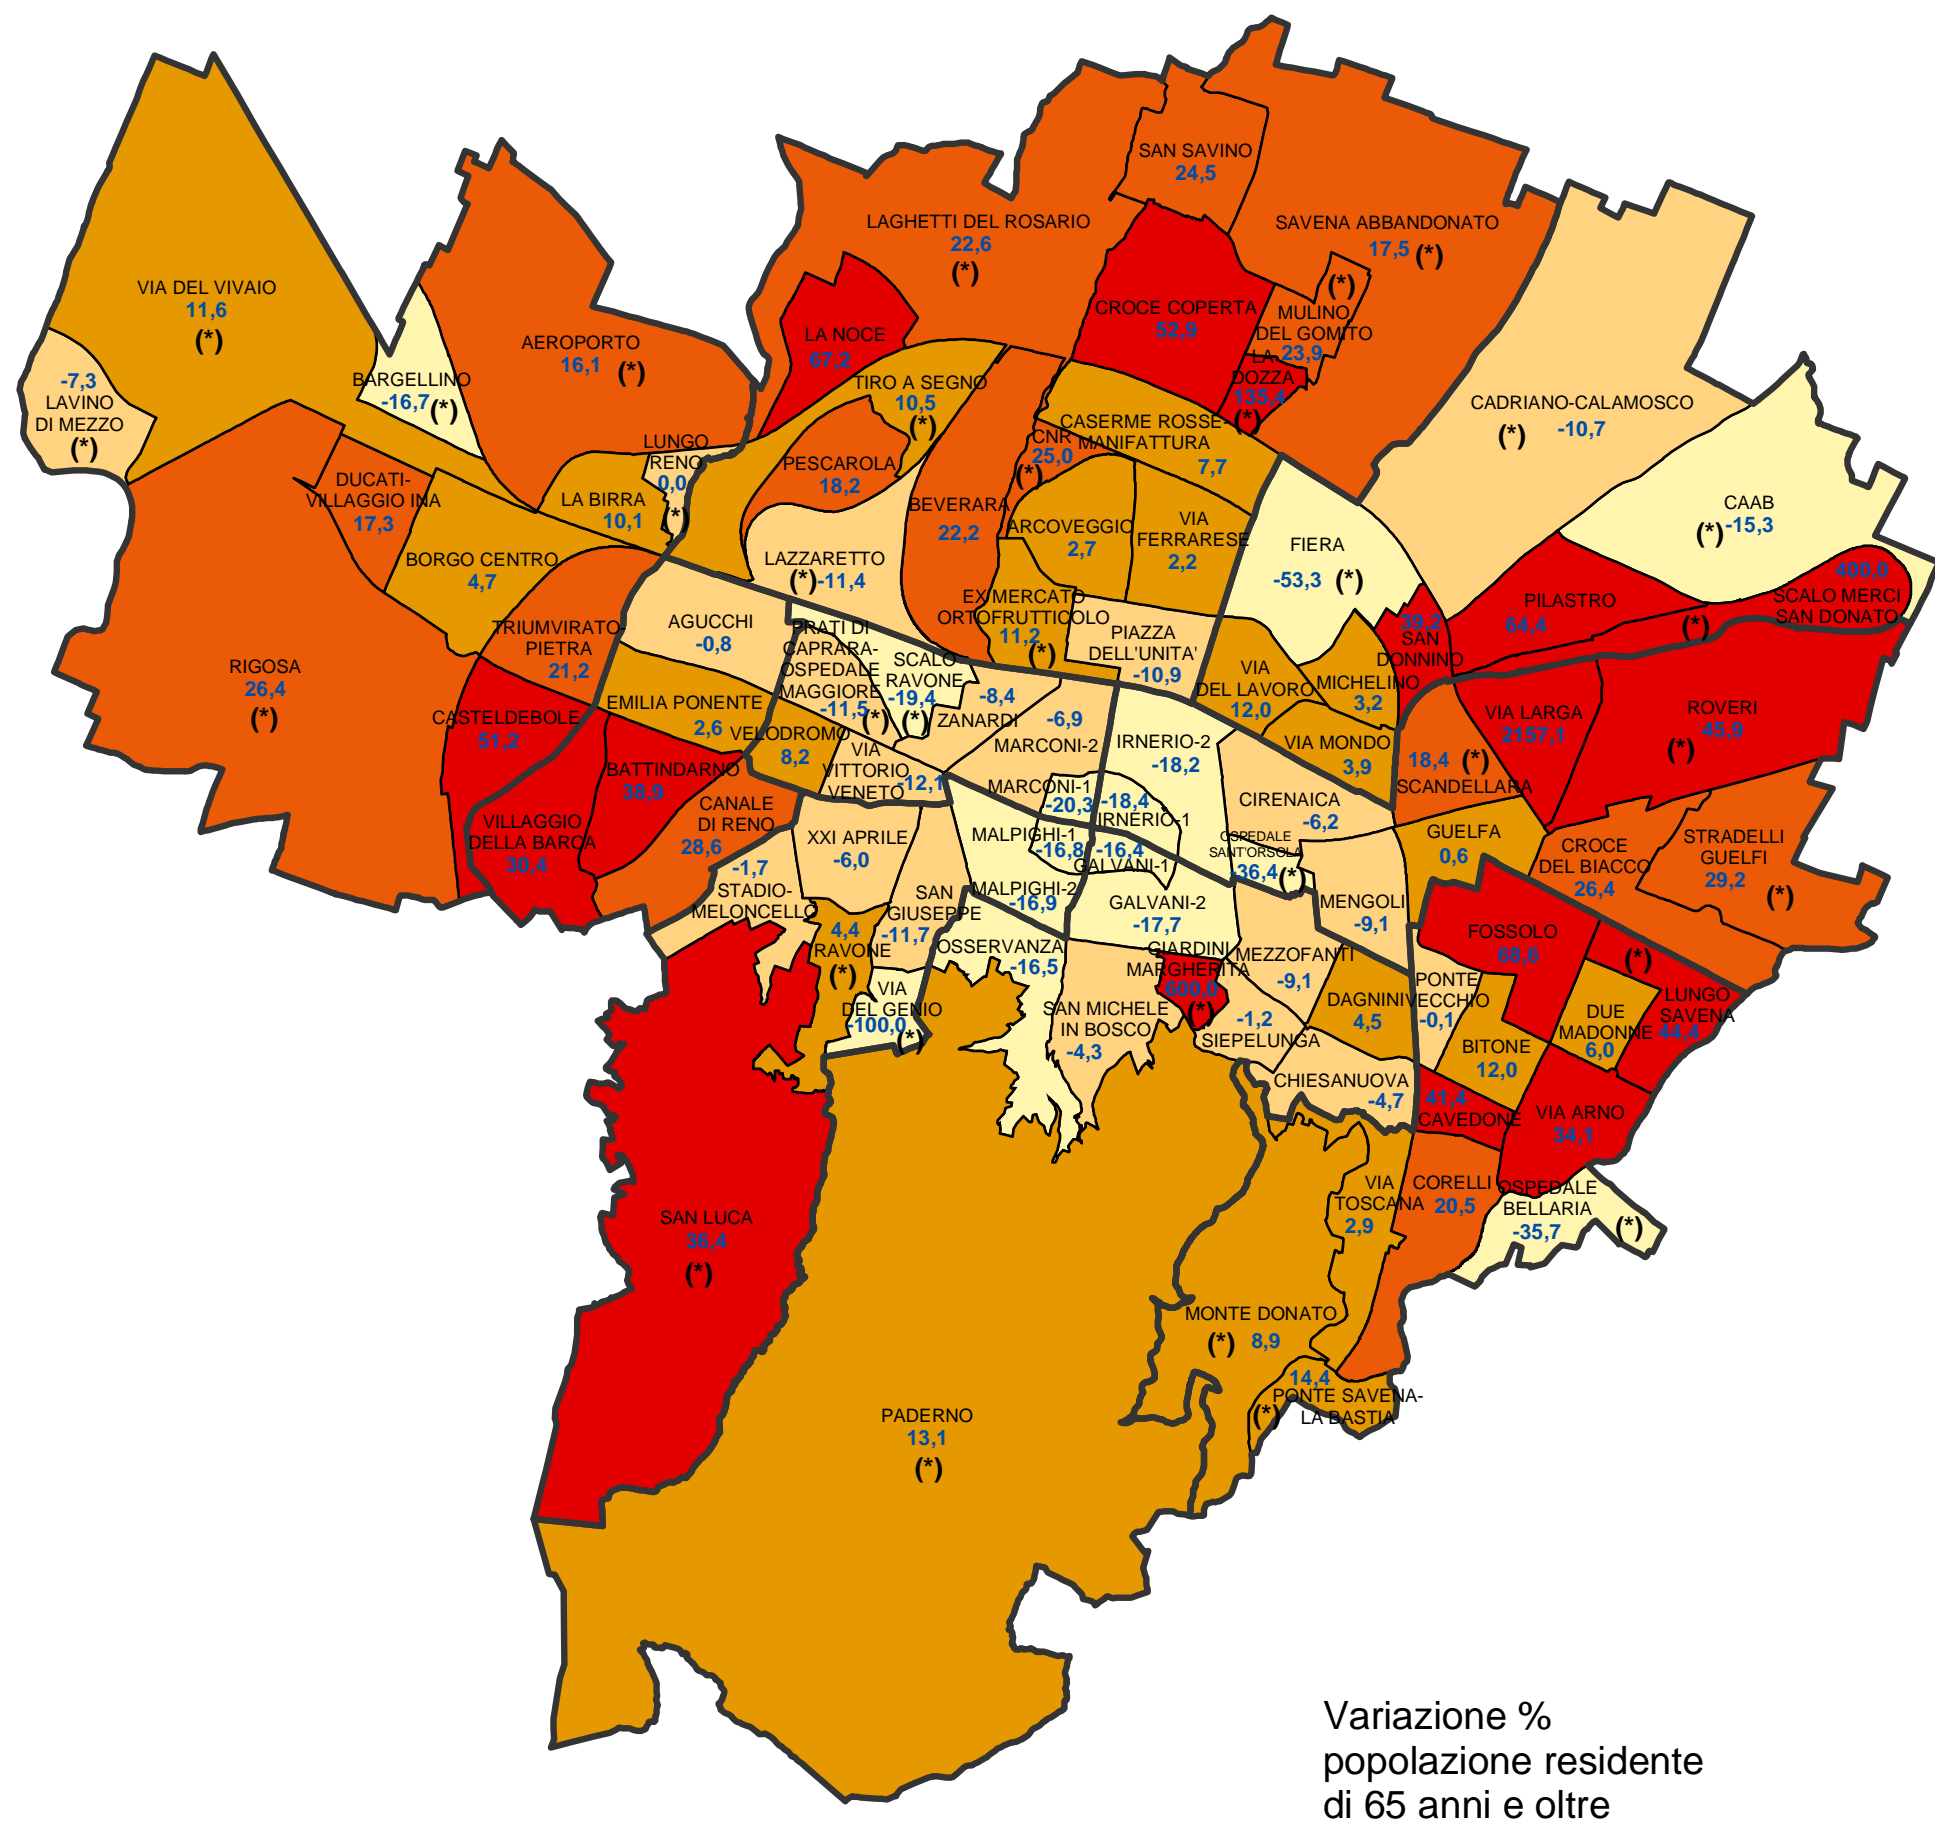 SAN SAVINO
24,5
LAGHETTI DEL ROSARIO
22,6
(*)
SAVENA ABBANDONATO
17,5 (*)
VIA DEL VIVAIO
11,6
(*)
(*)
MULINO
DEL GOMITO
23,9
CROCE COPERTA
52,9
LA NOCE
67,2
AEROPORTO
16,1 (*)
LA
DOZZA
135,4
(*)
BARGELLINO
-16,7 (*)
-7,3
LAVINO
DI MEZZO
(*)
TIRO A SEGNO
10,5
(*)
CADRIANO-CALAMOSCO
(*) -10,7
CASERME ROSSE-
MANIFATTURA
7,7
CNR
25,0
(*)
LUNGO
RENO
0,0
(*)
PESCAROLA
18,2
DUCATI-
VILLAGGIO INA
17,3
LA BIRRA
10,1
BEVERARA
22,2
ARCOVEGGIO
2,7
VIA
FERRARESE
2,2
FIERA
-53,3 (*)
CAAB
(*) -15,3
BORGO CENTRO
4,7
LAZZARETTO
(*) -11,4
400,0
SCALO MERCI
SAN DONATO
(*)
PILASTRO
64,4
EX MERCATO
ORTOFRUTTICOLO
11,2
(*)
AGUCCHI
-0,8
TRIUMVIRATO-
PIETRA
21,2
PRATI DI
CAPRARA-
OSPEDALE
MAGGIORE
-11,5
(*)
SCALO
RAVONE
-19,4
(*)
PIAZZA
DELL'UNITA'
-10,9
39,2
SAN
DONNINO
RIGOSA
26,4
(*)
VIA
DEL LAVORO
12,0
MICHELINO
3,2
EMILIA PONENTE
2,6
-8,4
ZANARDI
-6,9
MARCONI-2
VIA LARGA
2157,1
ROVERI
45,9
(*)
CASTELDEBOLE
51,2
VELODROMO
8,2
VIA
VITTORIO
VENETO
-12,1
IRNERIO-2
-18,2
VIA MONDO
3,9
18,4 (*)
SCANDELLARA
BATTINDARNO
38,9
MARCONI-1
-20,3
-18,4
IRNERIO-1
CIRENAICA
-6,2
CANALE
DI RENO
28,6
VILLAGGIO
DELLA BARCA
30,4
XXI APRILE
-6,0
MALPIGHI-1
-16,8
-16,4
GALVANI-1
OSPEDALE
SANT'ORSOLA
-36,4 (*)
GUELFA
0,6
CROCE
DEL BIACCO
26,4
STRADELLI
GUELFI
29,2
(*)
-1,7
STADIO-
MELONCELLO
SAN
GIUSEPPE
-11,7
MALPIGHI-2
-16,9
GALVANI-2
-17,7
MENGOLI
-9,1
4,4
RAVONE
(*)
OSSERVANZA
-16,5
GIARDINI
MARGHERITA
600,0
(*)
MEZZOFANTI
-9,1
FOSSOLO
68,6
(*)
VIA
DEL GENIO
-100,0
(*)
SAN MICHELE
IN BOSCO
-4,3
-1,2
SIEPELUNGA
DAGNINI
4,5
PONTE
VECCHIO
-0,1
BITONE
12,0
DUE
MADONNE
6,0
LUNGO
SAVENA
44,4
CHIESANUOVA
-4,7
41,4
CAVEDONE
VIA ARNO
34,1
VIA
TOSCANA
2,9
CORELLI
20,5
OSPEDALE
BELLARIA
-35,7
(*)
SAN LUCA
36,4
(*)
MONTE DONATO
(*) 8,9
14,4
PONTE SAVENA-
LA BASTIA
(*)
PADERNO
13,1
(*)
Variazione %
popolazione residente
di 65 anni e oltre